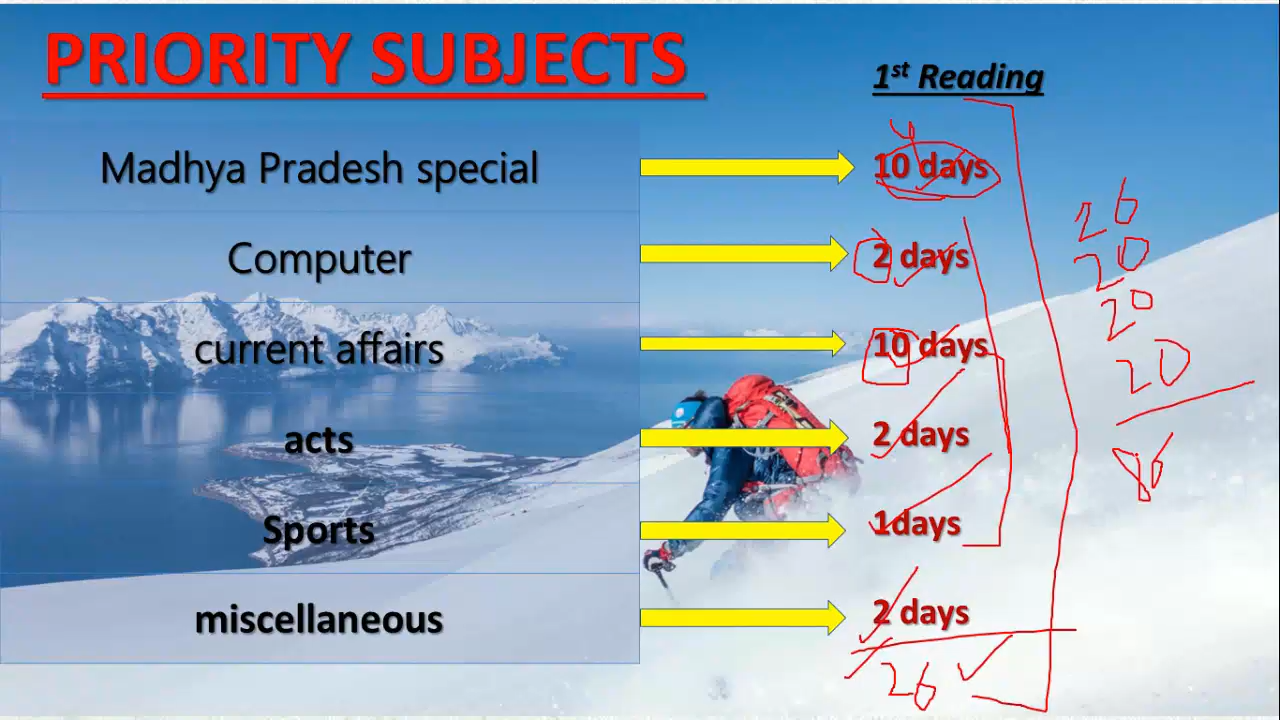 PRIORITY SUBJECTS
1st Reading
Madhya Pradesh special 10 days
Computer 2 days
current affairs 10 days
acts 2 days
Sports 1days
miscellaneous 2 days
26
26
20
20
20
86